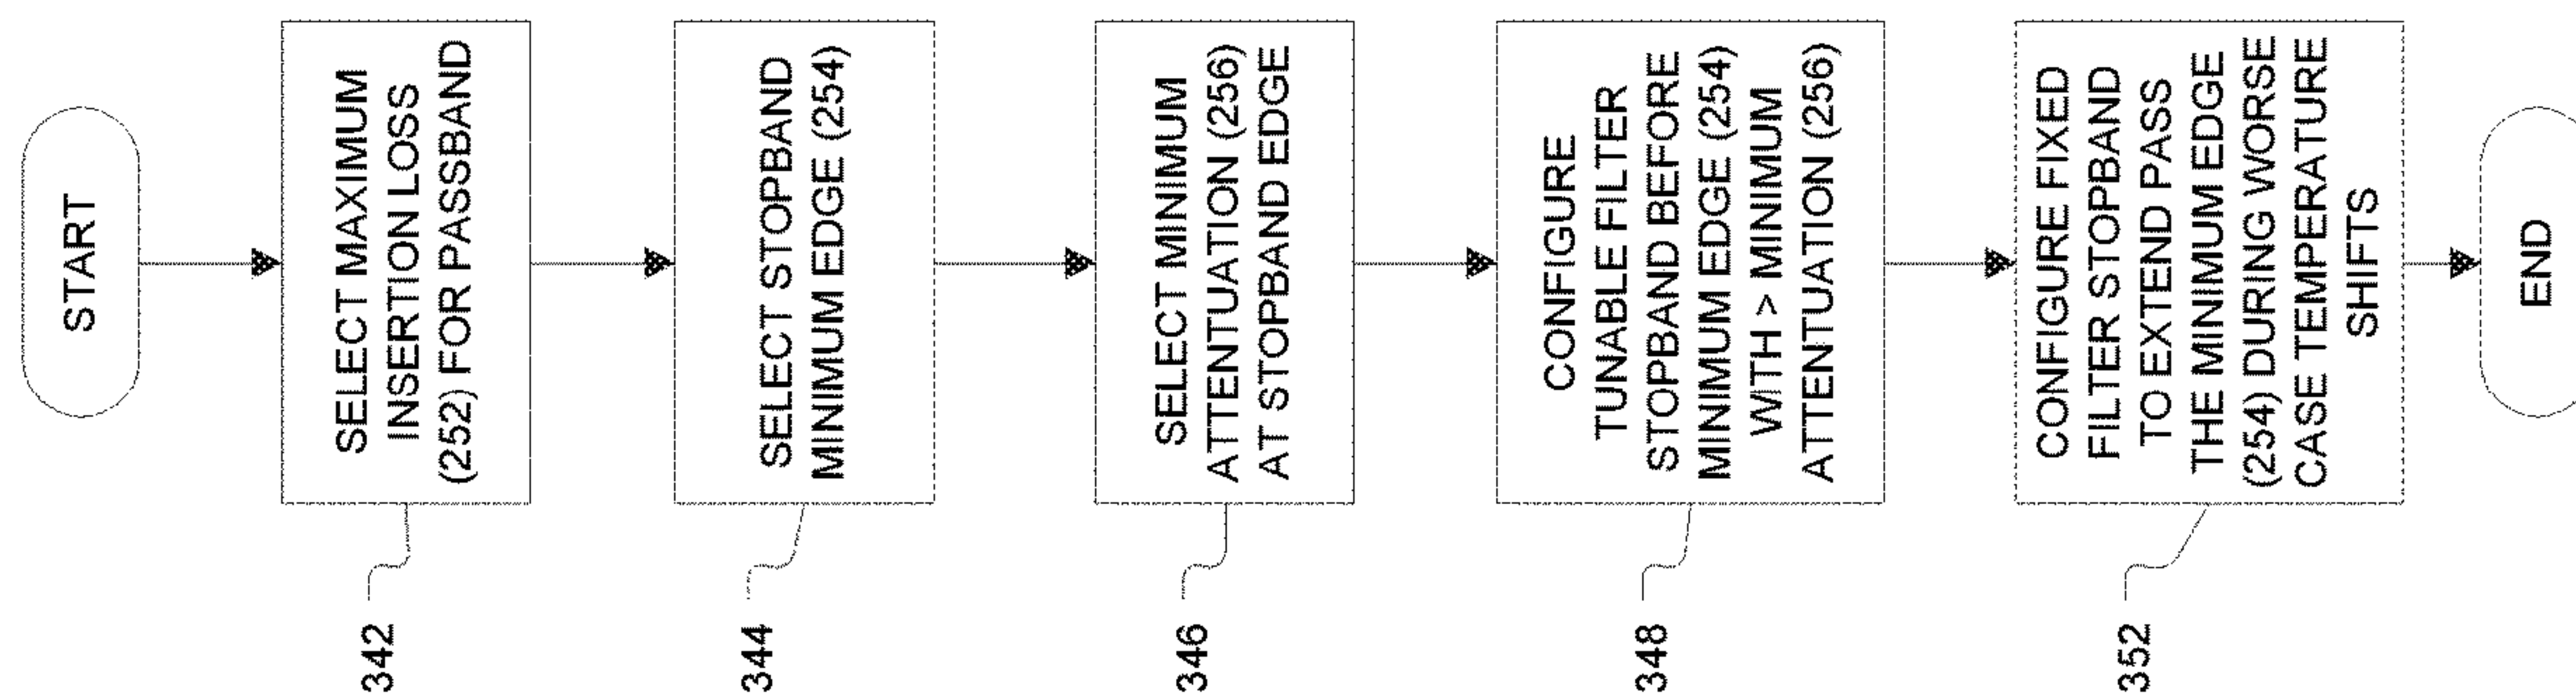 START
SELECT MAXIMUM
INSERTION LOSS
(252) FOR PASSBAND
342
SELECT STOPBAND
MINIMUM EDGE (254)
344
SELECT MINIMUM
ATTENTUATION (256)
AT STOPBAND EDGE
346
CONFIGURE
TUNABLE FILTER
STOPBAND BEFORE
MINIMUM EDGE (254)
WITH > MINIMUM
ATTENTUATION (256)
348
CONFIGURE FIXED
FILTER STOPBAND
TO EXTEND PASS
THE MINIMUM EDGE
(254) DURING WORSE
CASE TEMPERATURE
SHIFTS
352
END